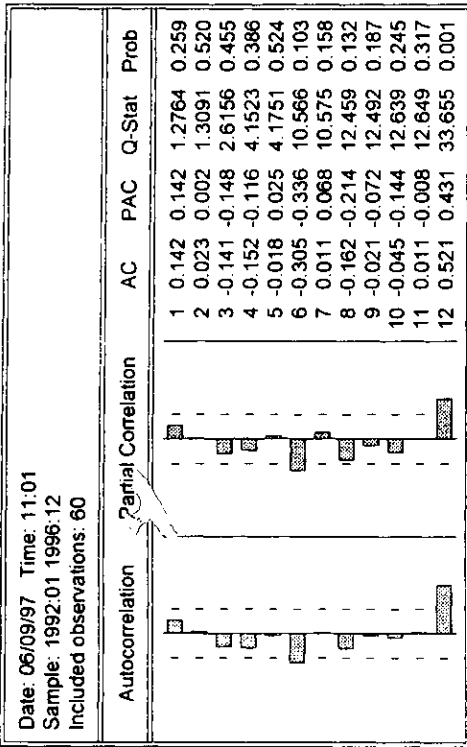 Date: 06/09/97 Time: 11:01
Sample: 1992:01 1996:12
Included observations: 60
Autocorrelation Partial Correlation AC PAC Q-Stat Prob
1 0.142 0.142 1.2764 0.259
2 0.023 0.002 1.3091 0.520
3 -0.141 -0.148 2.6156 0.455
4 -0.152 -0.116 4.1523 0.386
5 -0.018 0.025 4.1751 0.524
6 -0.305 -0.336 10.566 0.103
7 0.011 0.068 10.575 0.158
8 -0.162 -0.214 12.459 0.132
9 -0.021 -0.072 12.492 0.187
10 -0.045 -0.144 12.639 0.245
11 0.011 -0.008 12.649 0.317
12 0.521 0.431 33.655 0.001